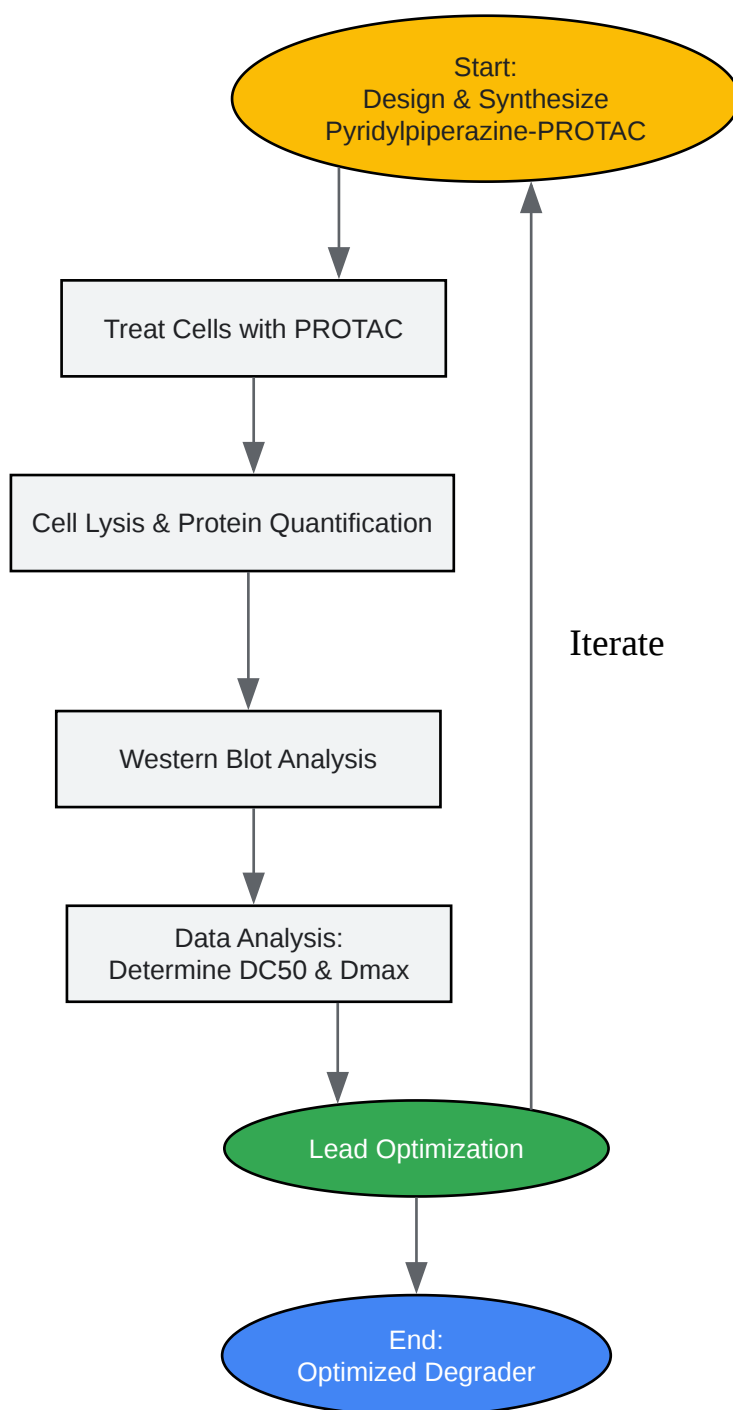 Start:
Design & Synthesize
Pyridylpiperazine-PROTAC
Treat Cells with PROTAC
Cell Lysis & Protein Quantification
Iterate
Western Blot Analysis
Data Analysis:
Determine DC50 & Dmax
Lead Optimization
End:
Optimized Degrader